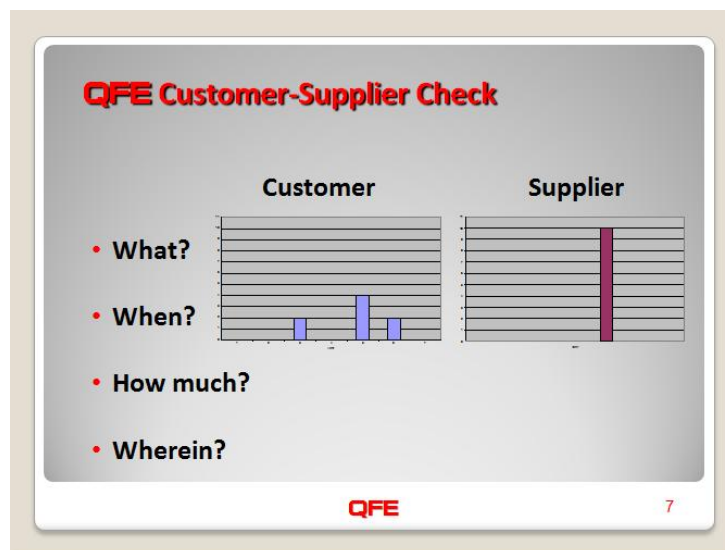 QFE Customer-Supplier Check
Customer Supplier
• What?
• When?
• How much?
• Wherein?
QFE 7